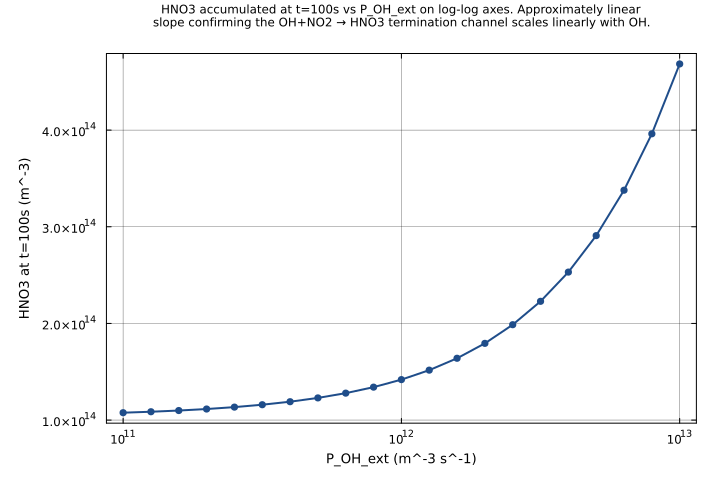 HNO3 accumulated at t=100s vs P_OH_ext on log-log axes. Approximately linear
slope confirming the OH+NO2 → HNO3 termination channel scales linearly with OH.
HNO3 at t=100s (m^-3)
4.0×10^14
3.0×10^14
2.0×10^14
1.0×10^14
10^11
10^12
10^13
P_OH_ext (m^-3 s^-1)